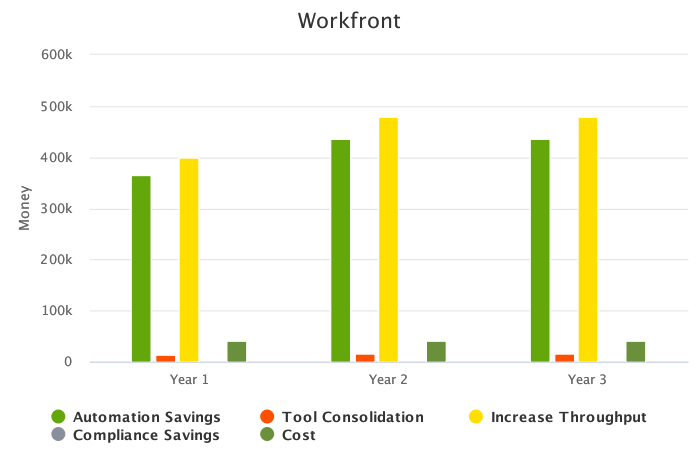 Workfront
600k
500k
400k
300k
200k
100k
0
Money
Year 1 Year 2 Year 3
Automation Savings Tool Consolidation Increase Throughput
Compliance Savings Cost